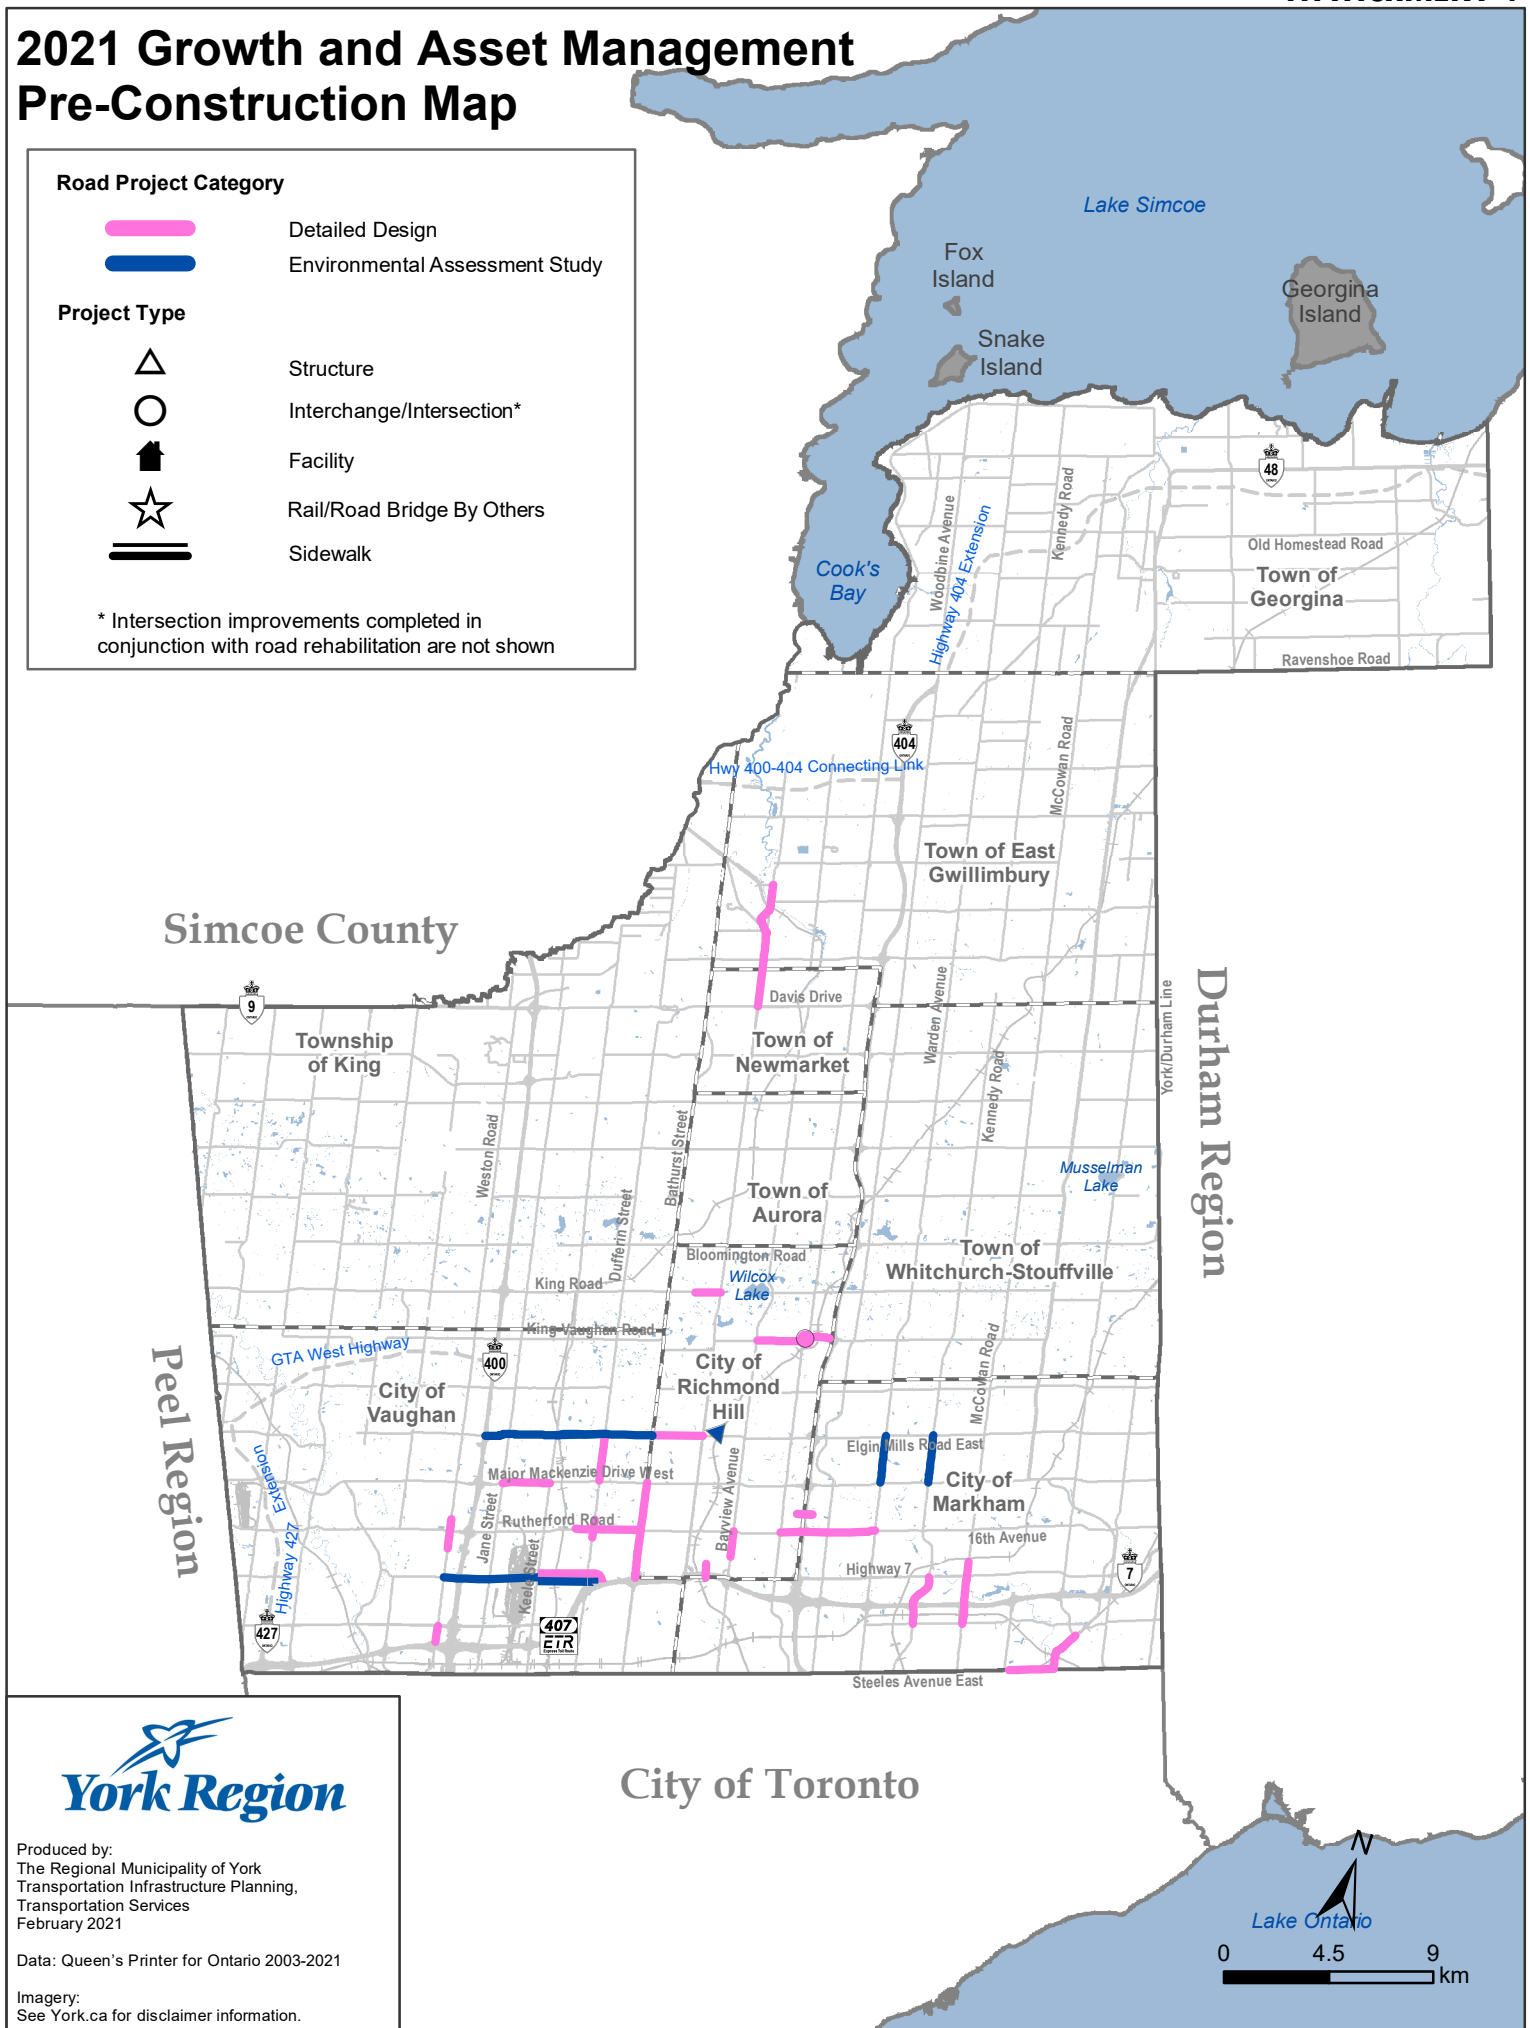 2021 Growth and Asset Management
Pre-Construction Map
Road Project Category
Detailed Design
Environmental Assessment Study
Project Type
Structure
Interchange/Intersection*
Facility
Rail/Road Bridge By Others
Sidewalk
* Intersection improvements completed in
conjunction with road rehabilitation are not shown
Lake Simcoe
Fox
Island
Georgina
Island
Snake
Island
48
Kennedy Road
Woodbine Avenue
Highway 404 Extension
Old Homestead Road
Town of
Georgina
Cook's
Bay
Ravenshoe Road
404
McCowan Road
Hwy 400-404 Connecting Link
Town of East
Gwillimbury
Simcoe County
9
Davis Drive
Warden Avenue
York/Durham Line
Durham Region
Township
of King
Town of
Newmarket
Kennedy Road
Weston Road
Bathurst Street
Dufferin Street
Musselman
Lake
Town of
Aurora
Bloomington Road
Town of
Whitchurch-Stouffville
King Road
Wilcox
Lake
King-Vaughan Road
GTA West Highway
400
Peel Region
City of
Vaughan
City of
Richmond
Hill
McCowan Road
Elgin Mills Road East
City of
Markham
Major Mackenzie Drive West
Bayview Avenue
Jane Street
Rutherford Road
Keele Street
16th Avenue
Highway 7
7
Highway 427 Extension
427
407
ETR
Express Toll Route
Steeles Avenue East
City of Toronto
York Region
Produced by:
The Regional Municipality of York
Transportation Infrastructure Planning,
Transportation Services
February 2021
Data: Queen's Printer for Ontario 2003-2021
Imagery:
See York.ca for disclaimer information.
N
Lake Ontario
0 4.5 9
km